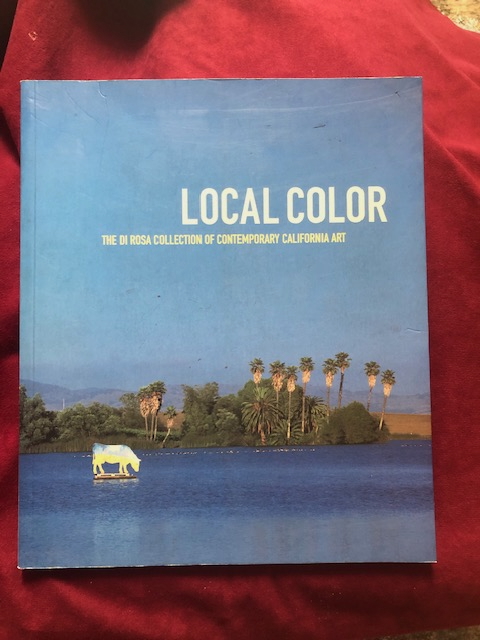 LOCAL COLOR
THE DI ROSA COLLECTION OF CONTEMPORARY CALIFORNIA ART